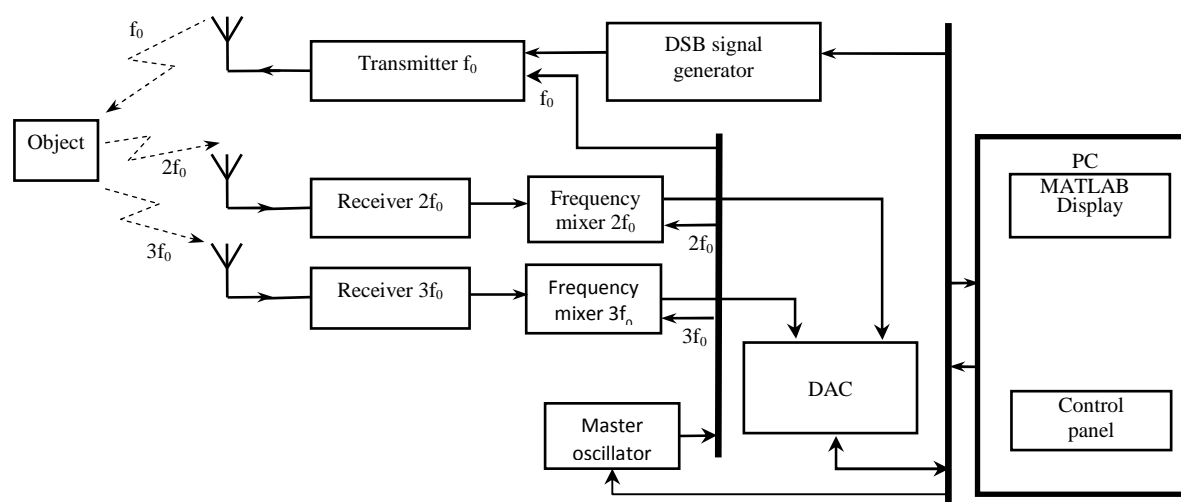 f₀
Transmitter f₀
DSB signal
generator
f₀
Object
2f₀
Receiver 2f₀
Frequency
mixer 2f₀
2f₀
PC
MATLAB
Display
3f₀
Receiver 3f₀
Frequency
mixer 3f₀
3f₀
DAC
Master
oscillator
Control
panel